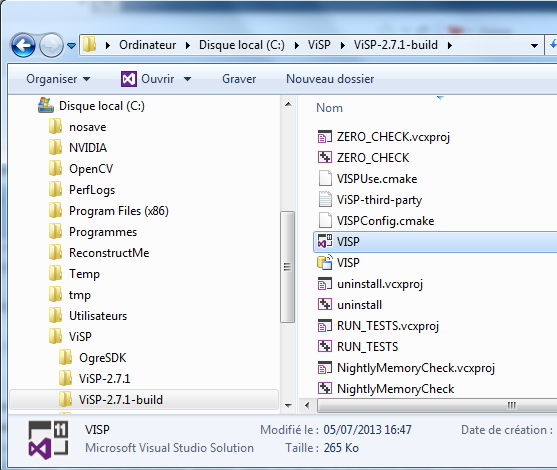 Ordinateur Disque local (C:) ViSP ViSP-2.7.1-build
Organiser Ouvrir Graver Nouveau dossier
Disque local (C:)
nosave
NVIDIA
OpenCV
PerfLogs
Program Files (x86)
Programmes
ReconstructMe
Temp
tmp
Utilisateurs
ViSP
OgreSDK
ViSP-2.7.1
ViSP-2.7.1-build
Nom
ZERO_CHECK.vcxproj
ZERO_CHECK
VISPUse.cmake
ViSP-third-party
VISPConfig.cmake
VISP
VISP
uninstall.vcxproj
uninstall
RUN_TESTS.vcxproj
RUN_TESTS
NightlyMemoryCheck.vcxproj
NightlyMemoryCheck
11
VISP Modifié le : 05/07/2013 16:47 Date de création :
Microsoft Visual Studio Solution Taille : 265 Ko